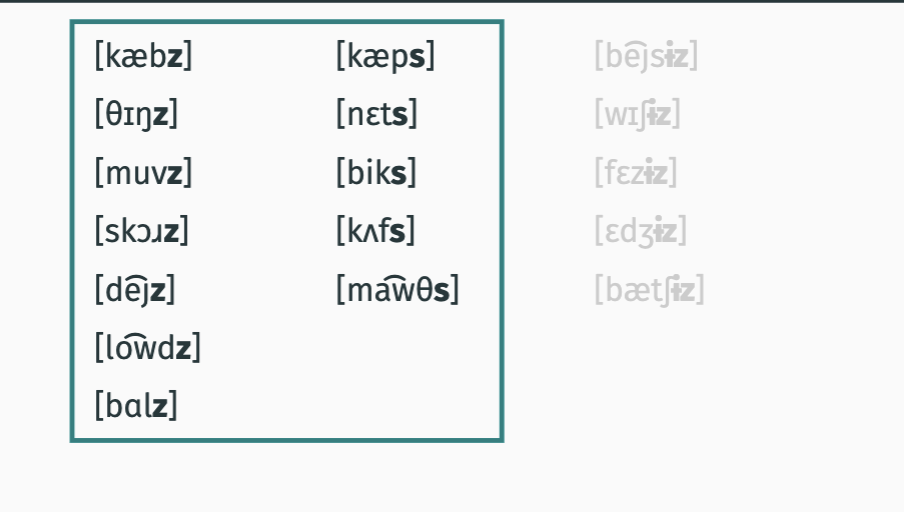 [kæbz] [kæps] [be͡jsɨz]
[θɪŋz] [nɛts] [wɪʃɨz]
[muvz] [biks] [fɛzɨz]
[skɔɹz] [kʌfs] [ɛdʒɨz]
[de͡jz] [ma͡wθs] [bætʃɨz]
[lo͡wdz]
[bɑlz]